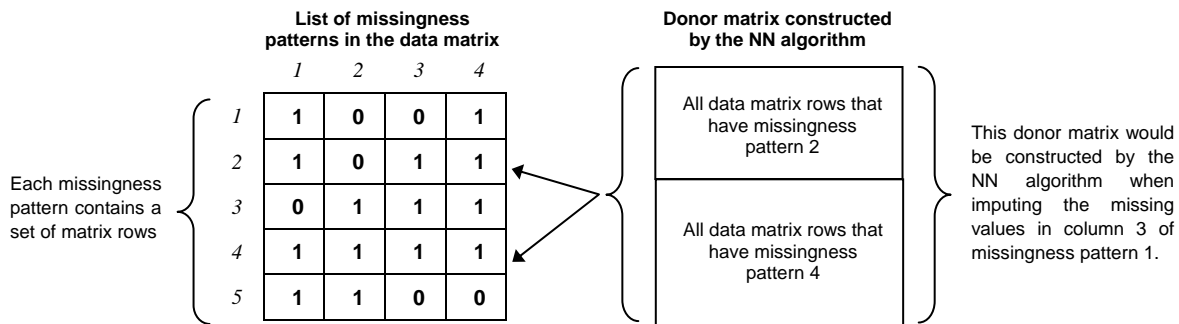 List of missingness
patterns in the data matrix
Donor matrix constructed
by the NN algorithm
1 2 3 4
1 1 0 0 1
2 1 0 1 1
3 0 1 1 1
4 1 1 1 1
5 1 1 0 0
Each missingness
pattern contains a
set of matrix rows
All data matrix rows that
have missingness
pattern 2
All data matrix rows that
have missingness
pattern 4
This donor matrix would
be constructed by the
NN algorithm when
imputing the missing
values in column 3 of
missingness pattern 1.